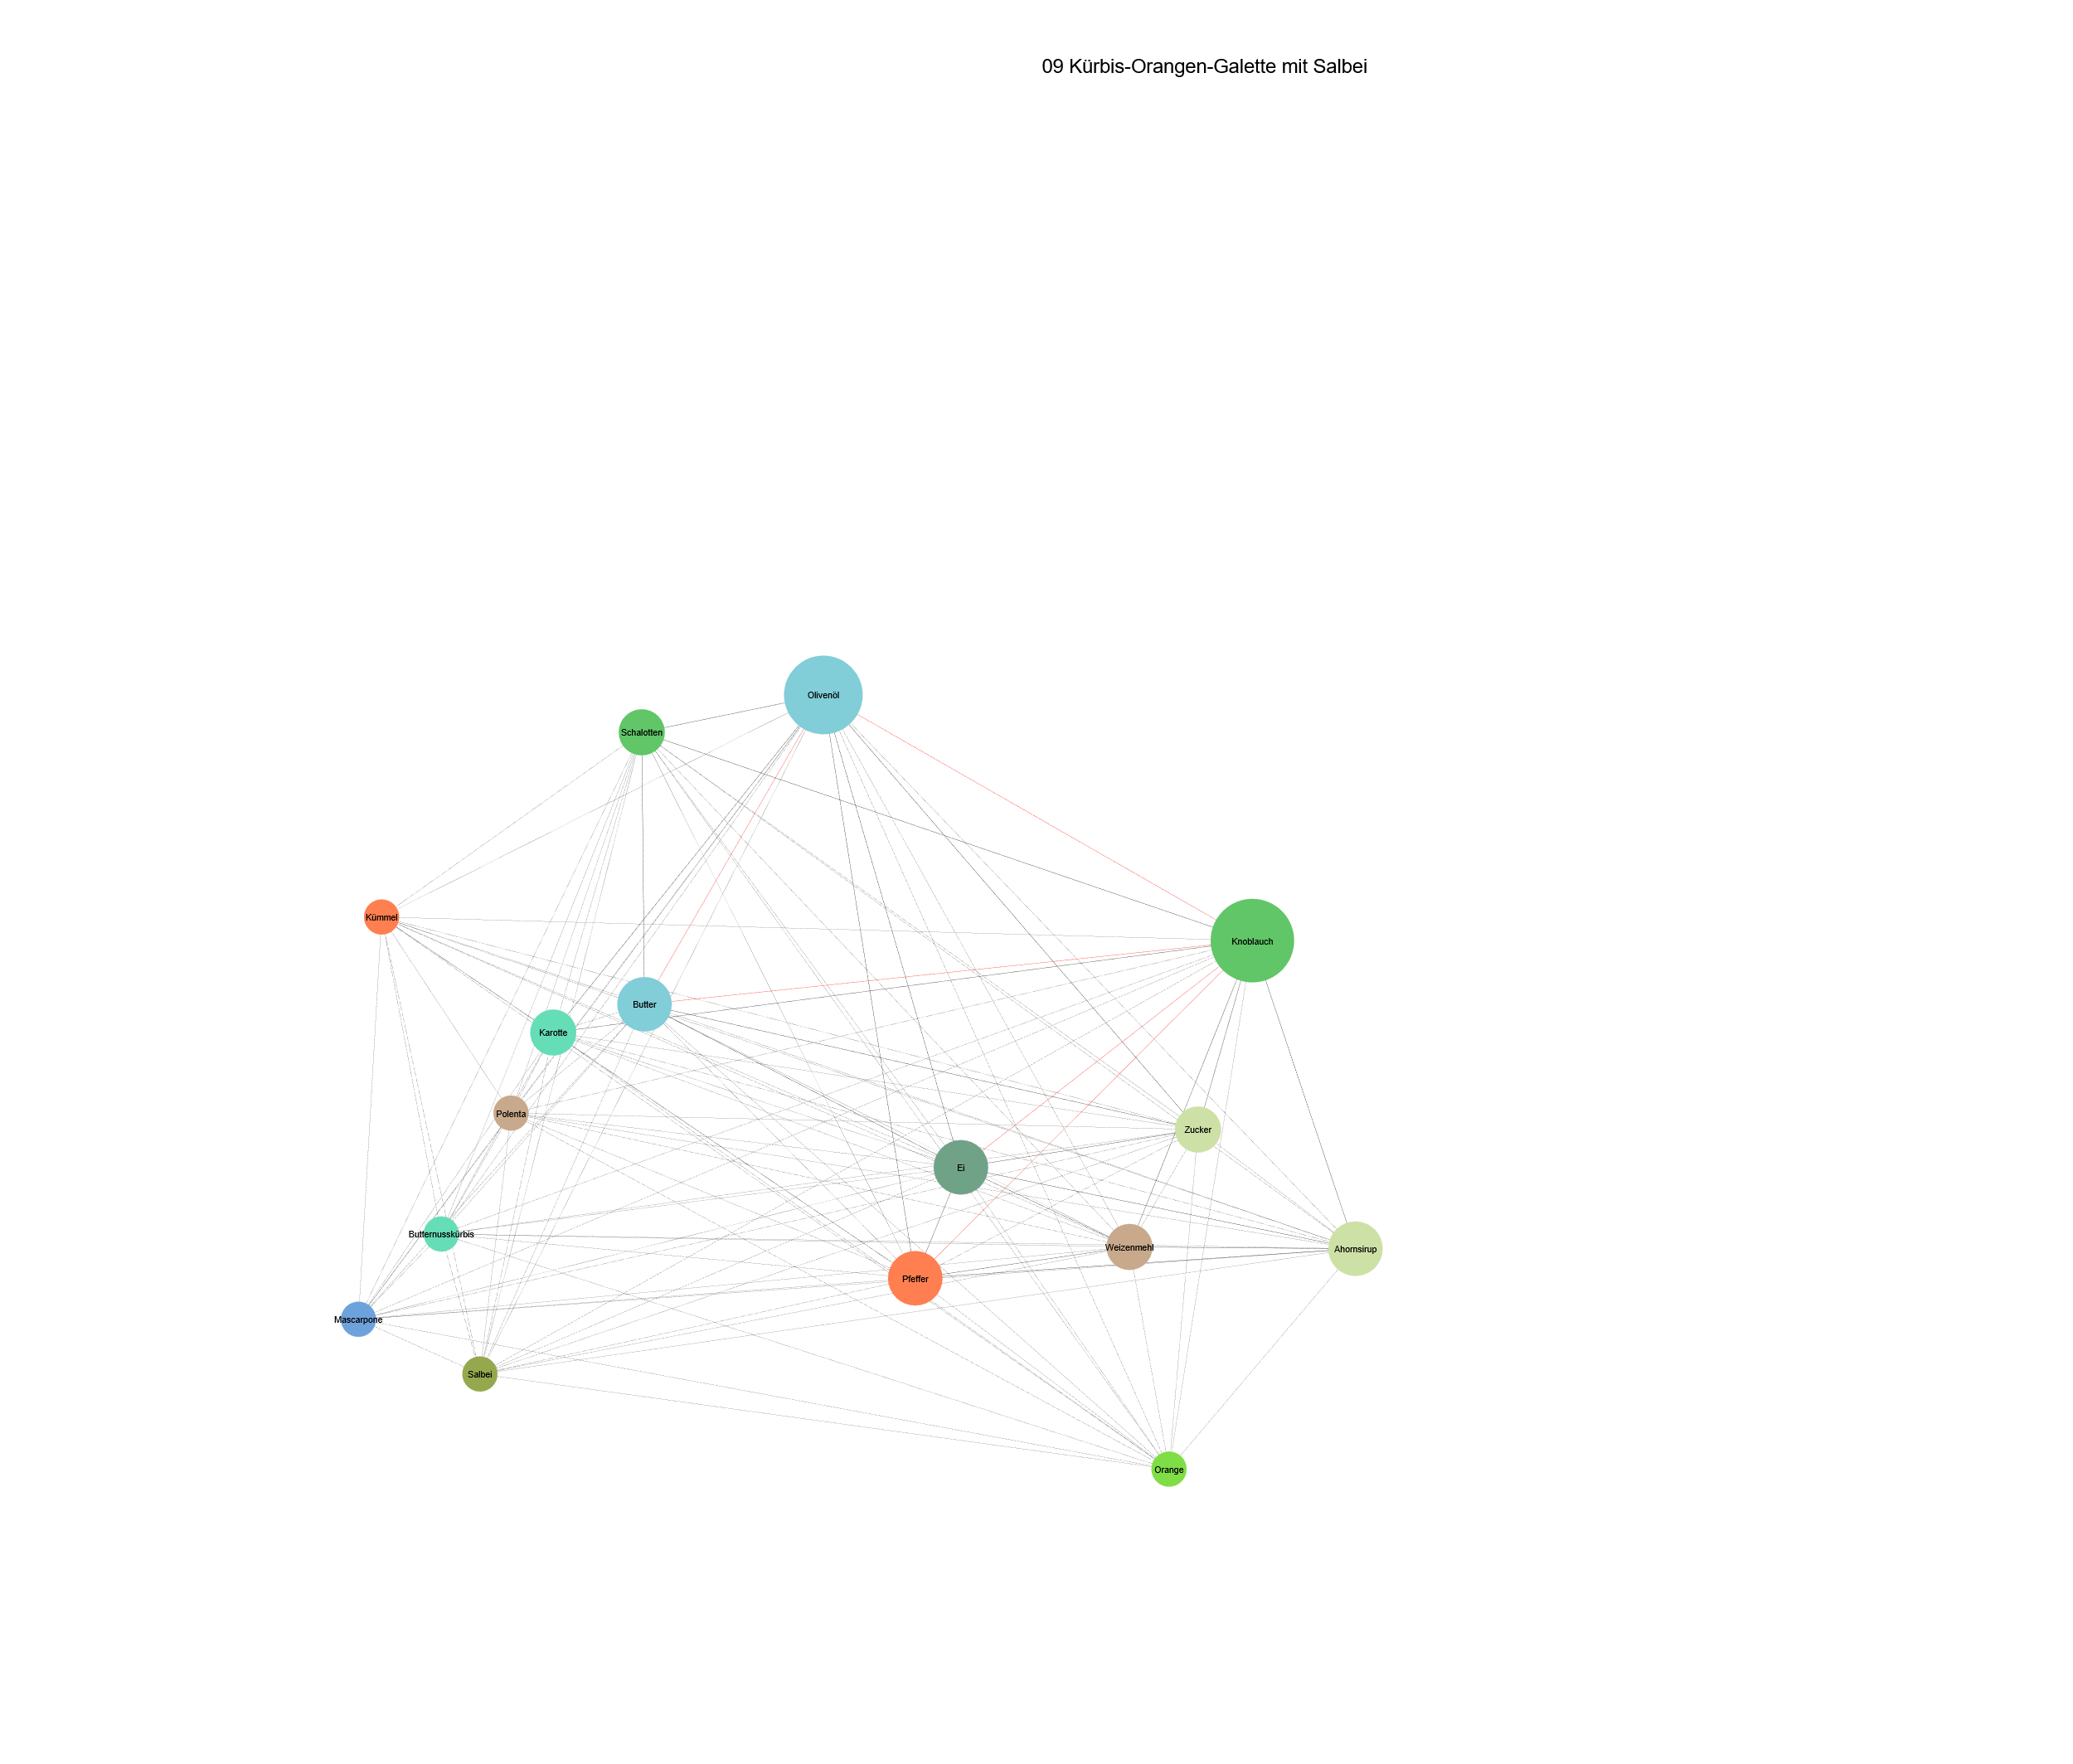 09 Kürbis-Orangen-Galette mit Salbei
Olivenöl
Schalotten
Kümmel
Knoblauch
Butter
Karotte
Polenta
Zucker
Ei
Butternusskürbis
Weizenmehl
Ahornsirup
Pfeffer
Mascarpone
Salbei
Orange